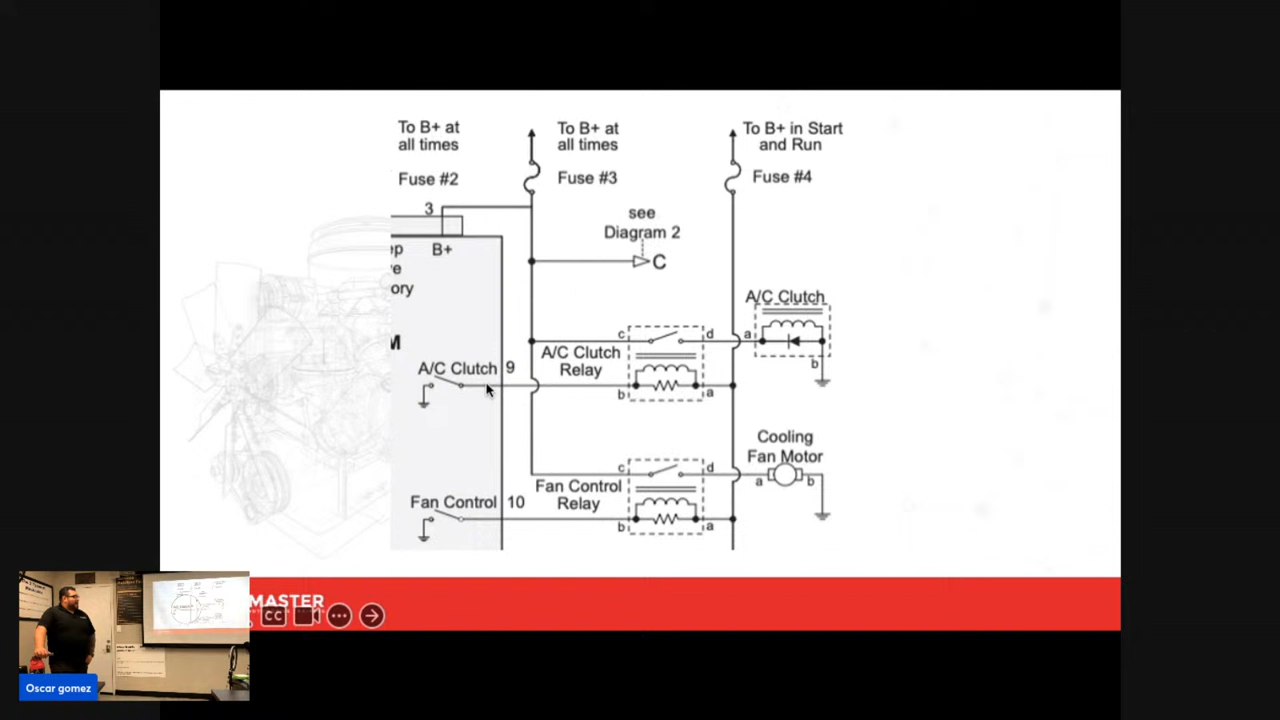 To B+ at
all times
To B+ at
all times
To B+ in Start
and Run
Fuse #2
Fuse #3
Fuse #4
3
B+
see
Diagram 2
C
ory
A/C Clutch
9
A/C Clutch
Relay
c
d
b
a
A/C Clutch
a
b
Fan Control
10
Fan Control
Relay
c
d
b
a
Cooling
Fan Motor
a
b
MASTER
CC
Oscar gomez